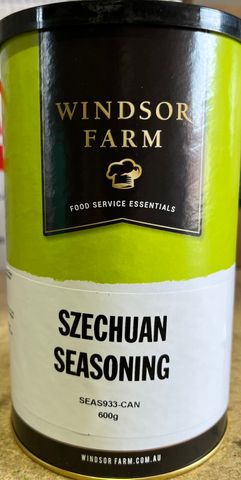 WINDSOR
FARM
FOOD SERVICE ESSENTIALS
SZECHUAN
SEASONING
SEAS933-CAN
600g
WINDSOR FARM.COM.AU